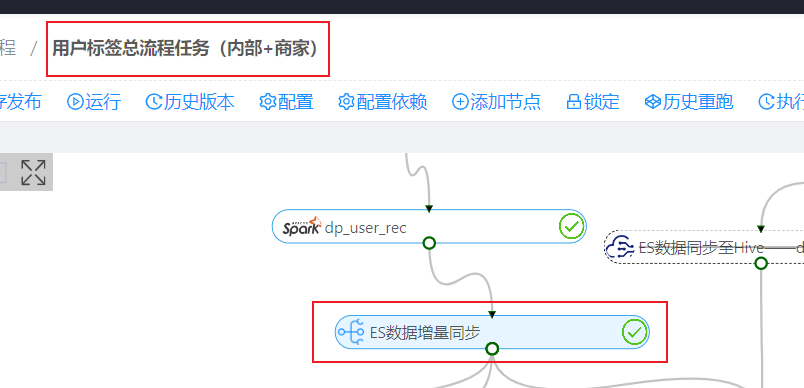 程 / 用户标签总流程任务（内部+商家）
存发布 运行 历史版本 配置 配置依赖 添加节点 锁定 历史重跑 执行
Spark dp_user_rec
ES数据同步至Hive
ES数据增量同步